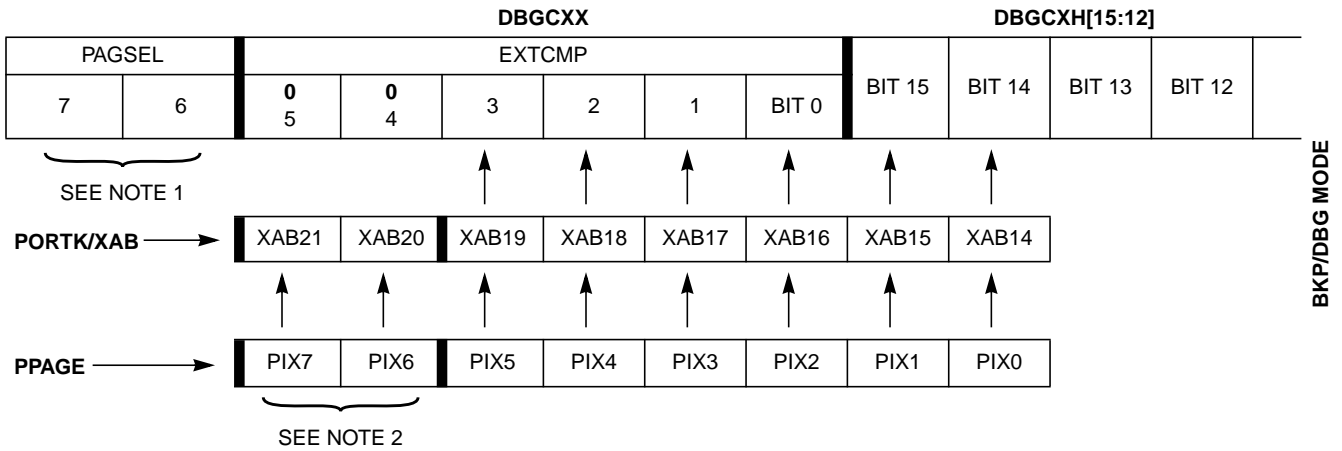 DBGCXX DBGCXH[15:12]
PAGSEL EXTCMP
7 6 0 5 0 4 3 2 1 BIT 0 BIT 15 BIT 14 BIT 13 BIT 12
SEE NOTE 1
PORTK/XAB XAB21 XAB20 XAB19 XAB18 XAB17 XAB16 XAB15 XAB14
PPAGE PIX7 PIX6 PIX5 PIX4 PIX3 PIX2 PIX1 PIX0
SEE NOTE 2
BKP/DBG MODE